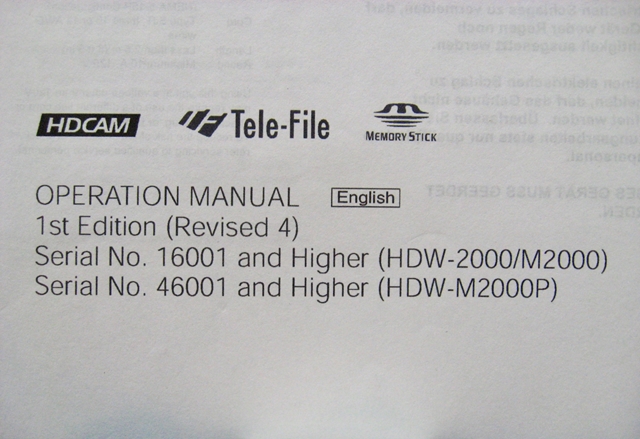 HDCAM Tele-File MEMORY STICK
OPERATION MANUAL English
1st Edition (Revised 4)
Serial No. 16001 and Higher (HDW-2000/M2000)
Serial No. 46001 and Higher (HDW-M2000P)